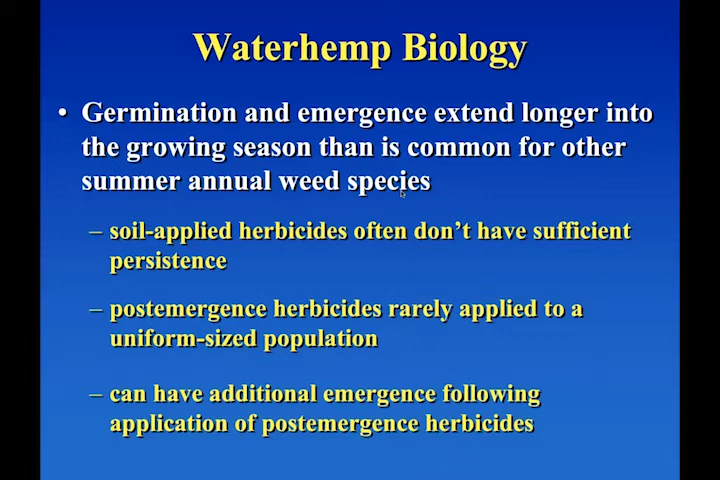 Waterhemp Biology
• Germination and emergence extend longer into
the growing season than is common for other
summer annual weed species
– soil-applied herbicides often don't have sufficient
persistence
– postemergence herbicides rarely applied to a
uniform-sized population
– can have additional emergence following
application of postemergence herbicides